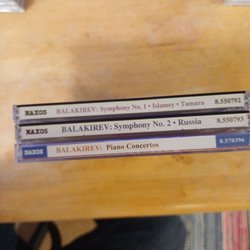 NAXOS BALAKIREV: Symphony No. 1 • Islamey • Tamara 8.550792
NAXOS BALAKIREV: Symphony No. 2 • Russia 8.550793
NAXOS BALAKIREV: Piano Concertos 8.570396